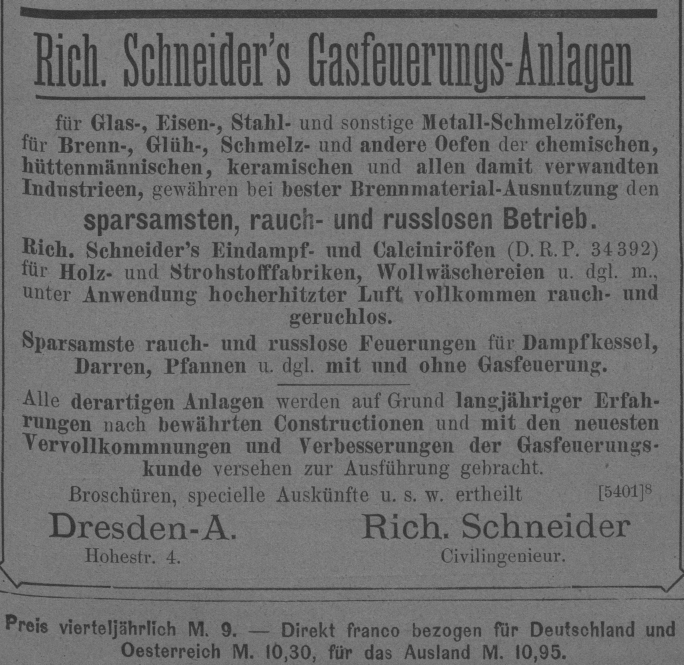 Rich. Schneider's Gasfeuerungs-Anlagen
für Glas-, Eisen-, Stahl- und sonstige Metall-Schmelzöfen,
für Brenn-, Glüh-, Schmelz- und andere Oefen der chemischen,
hüttenmännischen, keramischen und allen damit verwandten
Industrieen, gewähren bei bester Brennmaterial-Ausnutzung den
sparsamsten, rauch- und russlosen Betrieb.
Rich. Schneider's Eindampf- und Calciniröfen (D. R. P. 34392)
für Holz- und Strohstofffabriken, Wollwäschereien u. dgl. m.,
unter Anwendung hocherhitzter Luft vollkommen rauch- und
geruchlos.
Sparsamste rauch- und russlose Feuerungen für Dampfkessel,
Darren, Pfannen u. dgl. mit und ohne Gasfeuerung.
Alle derartigen Anlagen werden auf Grund langjähriger Erfah-
rungen nach bewährten Constructionen und mit den neuesten
Vervollkommnungen und Verbesserungen der Gasfeuerungs-
kunde versehen zur Ausführung gebracht.
Broschüren, specielle Auskünfte u. s. w. ertheilt [5401]8
Dresden-A. Rich. Schneider
Hohestr. 4. Civilingenieur.
Preis vierteljährlich M. 9. — Direkt franco bezogen für Deutschland und
Oesterreich M. 10,30, für das Ausland M. 10,95.